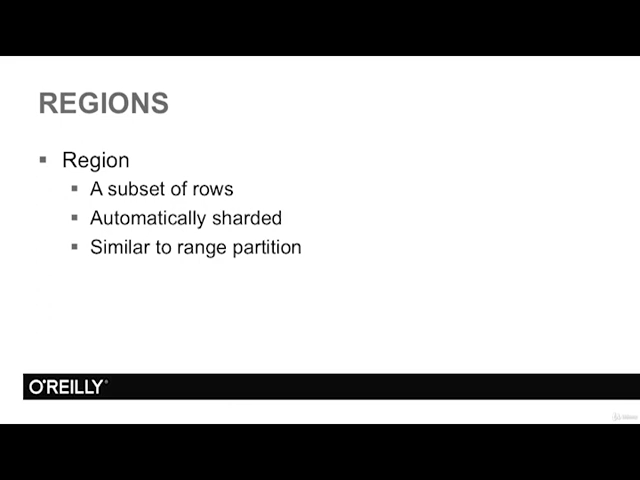 REGIONS
▪ Region
▪ A subset of rows
▪ Automatically sharded
▪ Similar to range partition
O'REILLY®